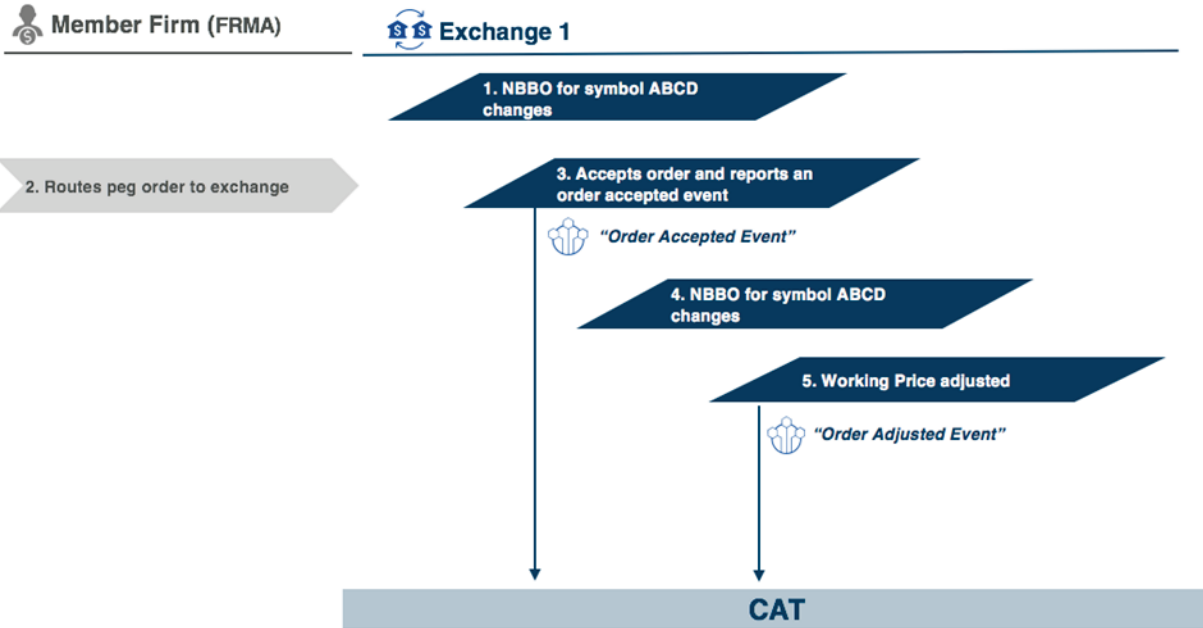 Member Firm (FRMA)
Exchange 1
1. NBBO for symbol ABCD
changes
2. Routes peg order to exchange
3. Accepts order and reports an
order accepted event
“Order Accepted Event”
4. NBBO for symbol ABCD
changes
5. Working Price adjusted
“Order Adjusted Event”
CAT